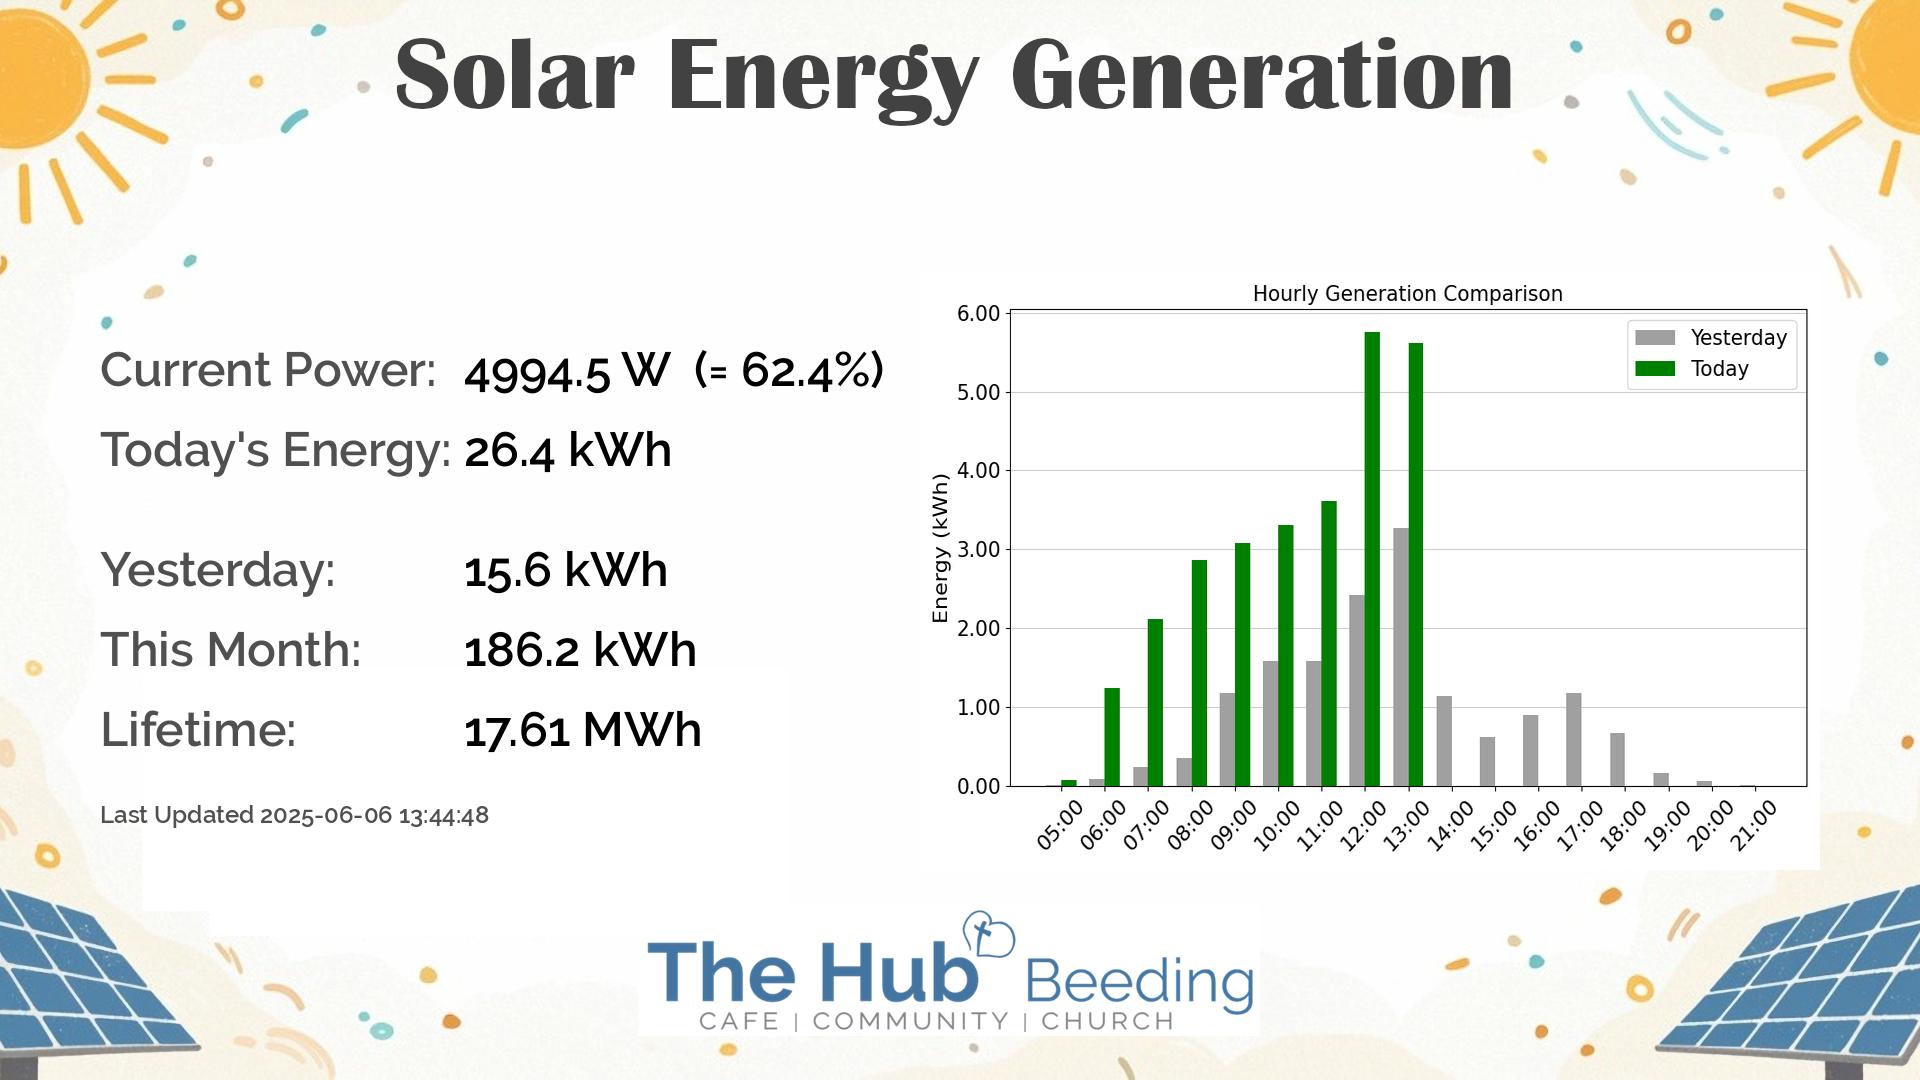 Solar Energy Generation
Current Power: 4994.5 W (= 62.4%)
Today's Energy: 26.4 kWh
Yesterday: 15.6 kWh
This Month: 186.2 kWh
Lifetime: 17.61 MWh
Last Updated 2025-06-06 13:44:48
Hourly Generation Comparison
Yesterday
Today
Energy (kWh)
6.00
5.00
4.00
3.00
2.00
1.00
0.00
05:00 06:00 07:00 08:00 09:00 10:00 11:00 12:00 13:00 14:00 15:00 16:00 17:00 18:00 19:00 20:00 21:00
The Hub Beeding
CAFE | COMMUNITY | CHURCH